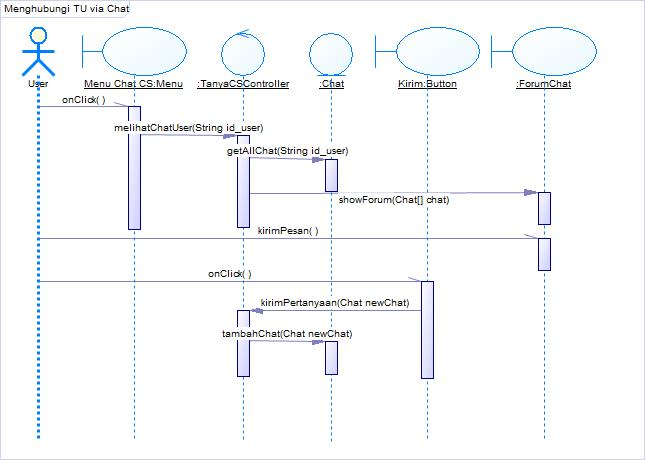 Menghubungi TU via Chat
User
Menu Chat CS:Menu
:TanyaCSController
:Chat
Kirim:Button
:ForumChat
onClick( )
melihatChatUser(String id_user)
getAllChat(String id_user)
showForum(Chat[] chat)
kirimPesan( )
onClick( )
kirimPertanyaan(Chat newChat)
tambahChat(Chat newChat)